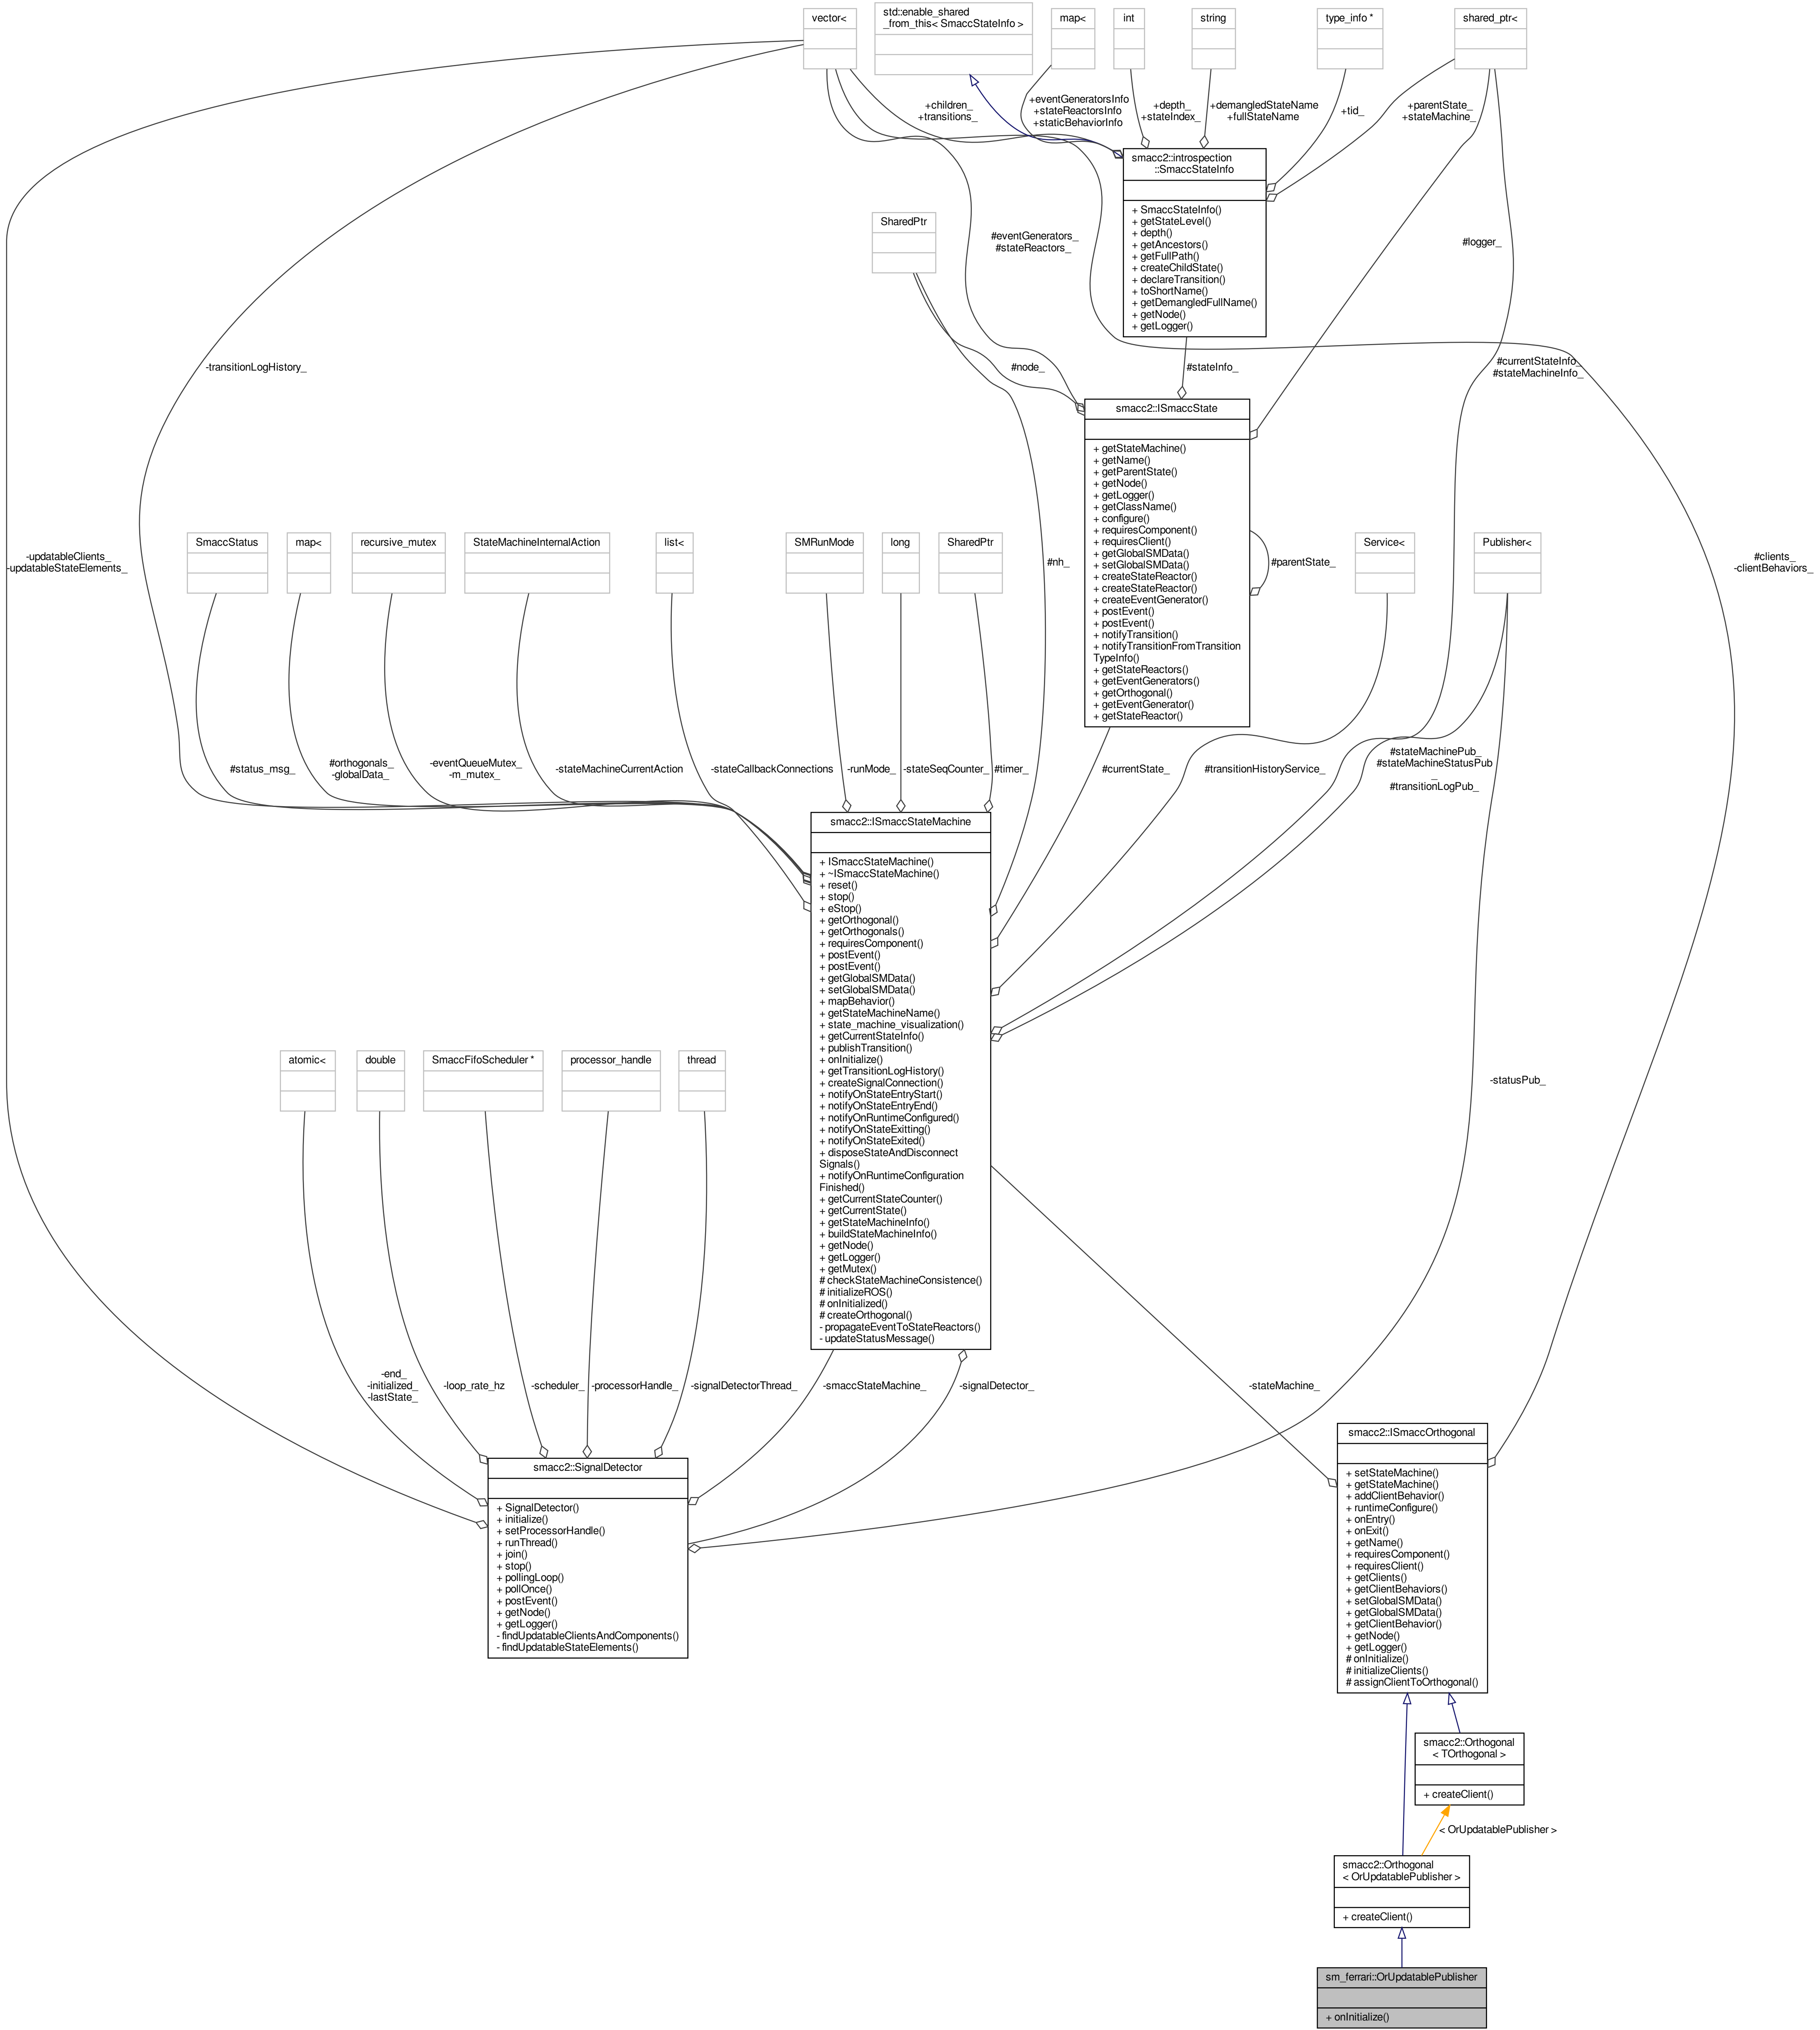 vector<
std::enable_shared
_from_this< SmaccStateInfo >
map<
int
string
type_info *
shared_ptr<
+children_
+transitions_
+eventGeneratorsInfo
+stateReactorsInfo
+staticBehaviorInfo
+depth_
+stateIndex_
+demangledStateName
+fullStateName
+tid_
+parentState_
+stateMachine_
smacc2::introspection
::SmaccStateInfo
+ SmaccStateInfo()
+ getStateLevel()
+ depth()
+ getAncestors()
+ getFullPath()
+ createChildState()
+ declareTransition()
+ toShortName()
+ getDemangledFullName()
+ getNode()
+ getLogger()
SharedPtr
#eventGenerators_
#stateReactors_
#logger_
-transitionLogHistory_
#node_
#stateInfo_
#currentStateInfo_
#stateMachineInfo_
smacc2::ISmaccState
+ getStateMachine()
+ getName()
+ getParentState()
+ getNode()
+ getLogger()
+ getClassName()
+ configure()
+ requiresComponent()
+ requiresClient()
+ getGlobalSMData()
+ setGlobalSMData()
+ createStateReactor()
+ createStateReactor()
+ createEventGenerator()
+ postEvent()
+ postEvent()
+ notifyTransition()
+ notifyTransitionFromTransition
TypeInfo()
+ getStateReactors()
+ getEventGenerators()
+ getOrthogonal()
+ getEventGenerator()
+ getStateReactor()
-updatableClients_
-updatableStateElements_
SmaccStatus
map<
recursive_mutex
StateMachineInternalAction
list<
SMRunMode
long
SharedPtr
#nh_
#parentState_
Service<
Publisher<
#clients_
-clientBehaviors_
#status_msg_
#orthogonals_
-globalData_
-eventQueueMutex_
-m_mutex_
-stateMachineCurrentAction
-stateCallbackConnections
-runMode_
-stateSeqCounter_
#timer_
#currentState_
#transitionHistoryService_
#stateMachinePub_
#stateMachineStatusPub
_
#transitionLogPub_
smacc2::ISmaccStateMachine
+ ISmaccStateMachine()
+ ~ISmaccStateMachine()
+ reset()
+ stop()
+ eStop()
+ getOrthogonal()
+ getOrthogonals()
+ requiresComponent()
+ postEvent()
+ postEvent()
+ getGlobalSMData()
+ setGlobalSMData()
+ mapBehavior()
+ getStateMachineName()
+ state_machine_visualization()
+ getCurrentStateInfo()
+ publishTransition()
+ onInitialize()
+ getTransitionLogHistory()
+ createSignalConnection()
+ notifyOnStateEntryStart()
+ notifyOnStateEntryEnd()
+ notifyOnRuntimeConfigured()
+ notifyOnStateExitting()
+ notifyOnStateExited()
+ disposeStateAndDisconnect
Signals()
+ notifyOnRuntimeConfiguration
Finished()
+ getCurrentStateCounter()
+ getCurrentState()
+ getStateMachineInfo()
+ buildStateMachineInfo()
+ getNode()
+ getLogger()
+ getMutex()
# checkStateMachineConsistence()
# initializeROS()
# onInitialized()
# createOrthogonal()
- propagateEventToStateReactors()
- updateStatusMessage()
atomic<
double
SmaccFifoScheduler *
processor_handle
thread
-statusPub_
-end_
-initialized_
-lastState_
-loop_rate_hz
-scheduler_
-processorHandle_
-signalDetectorThread_
-smaccStateMachine_
-signalDetector_
-stateMachine_
smacc2::SignalDetector
+ SignalDetector()
+ initialize()
+ setProcessorHandle()
+ runThread()
+ join()
+ stop()
+ pollingLoop()
+ pollOnce()
+ postEvent()
+ getNode()
+ getLogger()
- findUpdatableClientsAndComponents()
- findUpdatableStateElements()
smacc2::ISmaccOrthogonal
+ setStateMachine()
+ getStateMachine()
+ addClientBehavior()
+ runtimeConfigure()
+ onEntry()
+ onExit()
+ getName()
+ requiresComponent()
+ requiresClient()
+ getClients()
+ getClientBehaviors()
+ setGlobalSMData()
+ getGlobalSMData()
+ getClientBehavior()
+ getNode()
+ getLogger()
# onInitialize()
# initializeClients()
# assignClientToOrthogonal()
smacc2::Orthogonal
< TOrthogonal >
+ createClient()
< OrUpdatablePublisher >
smacc2::Orthogonal
< OrUpdatablePublisher >
+ createClient()
sm_ferrari::OrUpdatablePublisher
+ onInitialize()